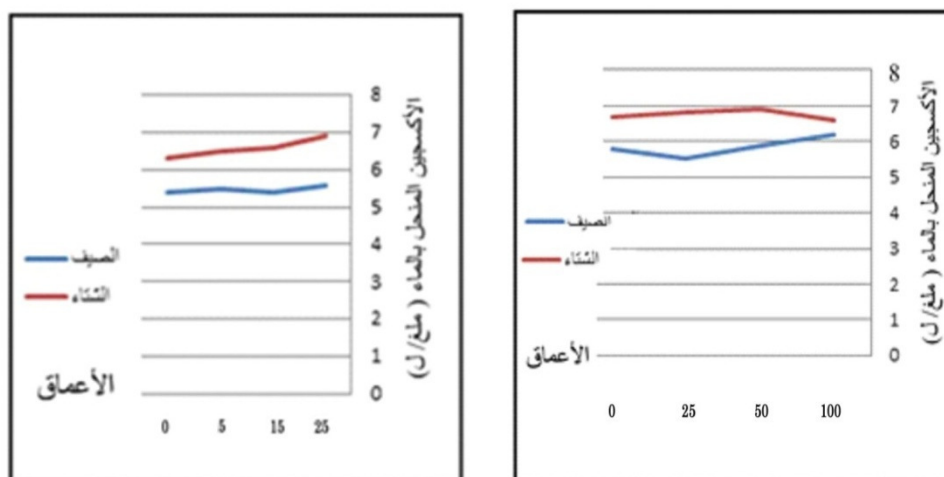 8
7
6
5
4
3
2
1
0
الأكسجين المنحل بالماء ( ملغ/ ل)
الصيف
الشتاء
الأعماق
0 25 50 100
8
7
6
5
4
3
2
1
0
الأكسجين المنحل بالماء ( ملغ/ ل)
الصيف
الشتاء
الأعماق
0 5 15 25